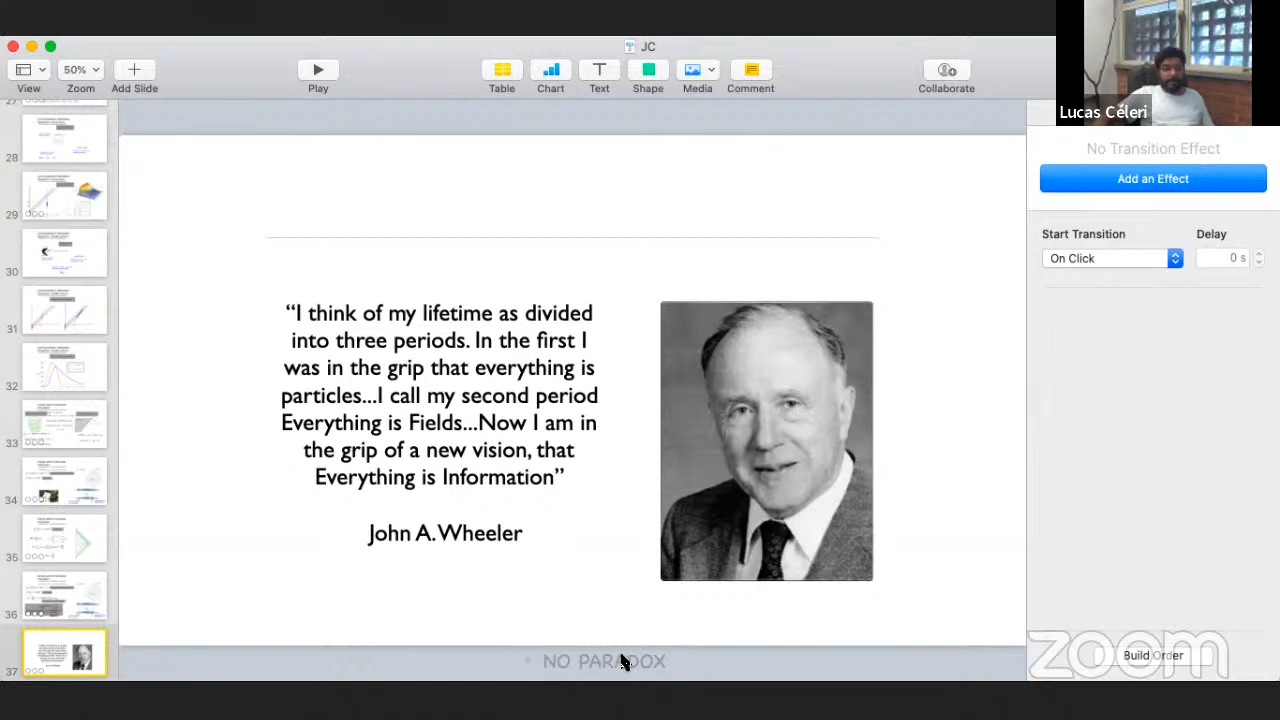 JC
50%
View
Zoom
Add Slide
Play
Table
Chart
Text
Shape
Media
Comment
Collaborate
Lucas Céleri
No Transition Effect
Add an Effect
Start Transition
Delay
On Click
0 s
27
28
29
30
31
32
33
34
35
36
37
“I think of my lifetime as divided
into three periods. In the first I
was in the grip that everything is
particles...I call my second period
Everything is Fields...Now I am in
the grip of a new vision, that
Everything is Information”
John A. Wheeler
NO PARADOX
Build Order
zoom